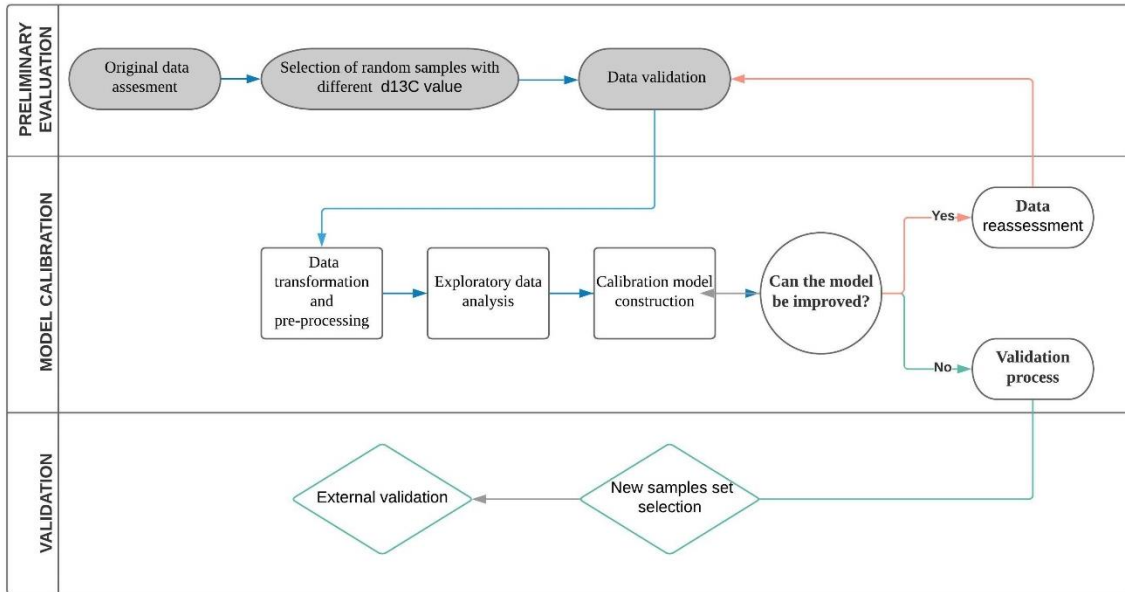 PRELIMINARY
EVALUATION
Original data
assesment
Selection of random samples with
different d13C value
Data validation
MODEL CALIBRATION
Data
transformation
and
pre-processing
Exploratory data
analysis
Calibration model
construction
Can the model
be improved?
Yes
Data
reassessment
No
Validation
process
VALIDATION
External validation
New samples set
selection